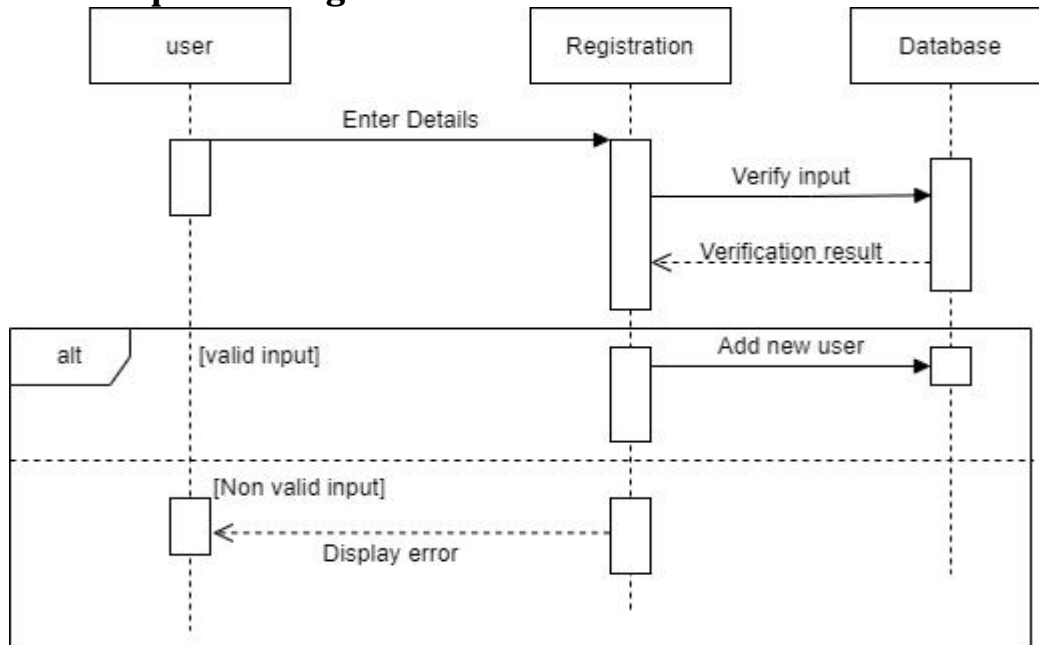 user
Registration
Database
Enter Details
Verify input
Verification result
alt
[valid input]
Add new user
[Non valid input]
Display error